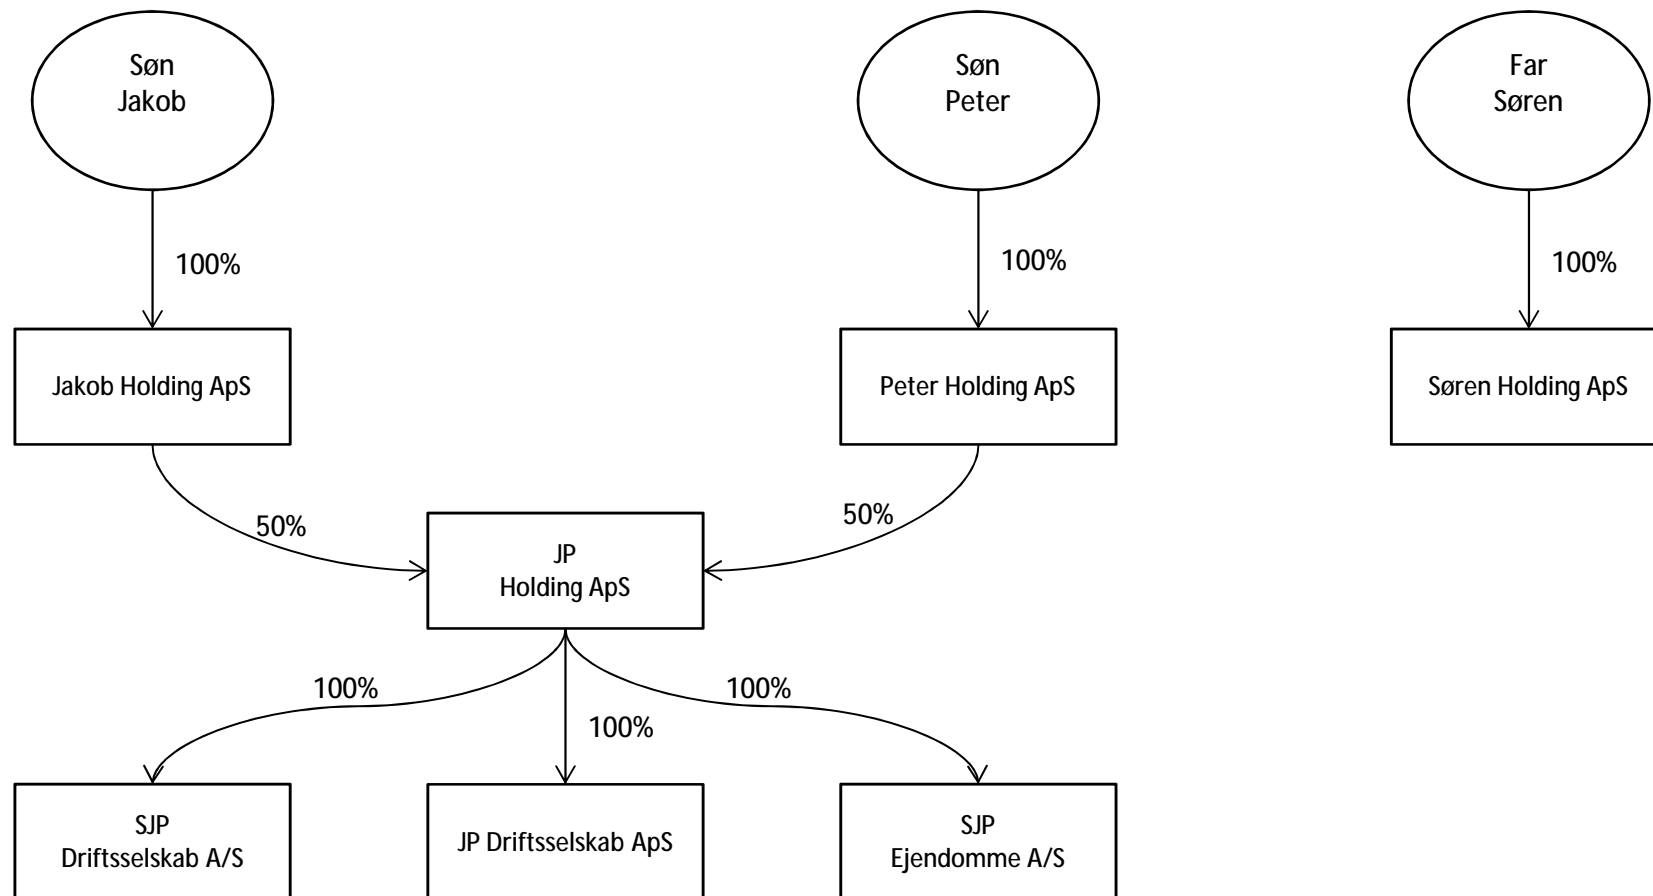 Søn
Jakob
Søn
Peter
Far
Søren
100%
100%
100%
Jakob Holding ApS
Peter Holding ApS
Søren Holding ApS
50%
50%
JP
Holding ApS
100%
100%
100%
SJP
Driftsselskab A/S
JP Driftsselskab ApS
SJP
Ejendomme A/S